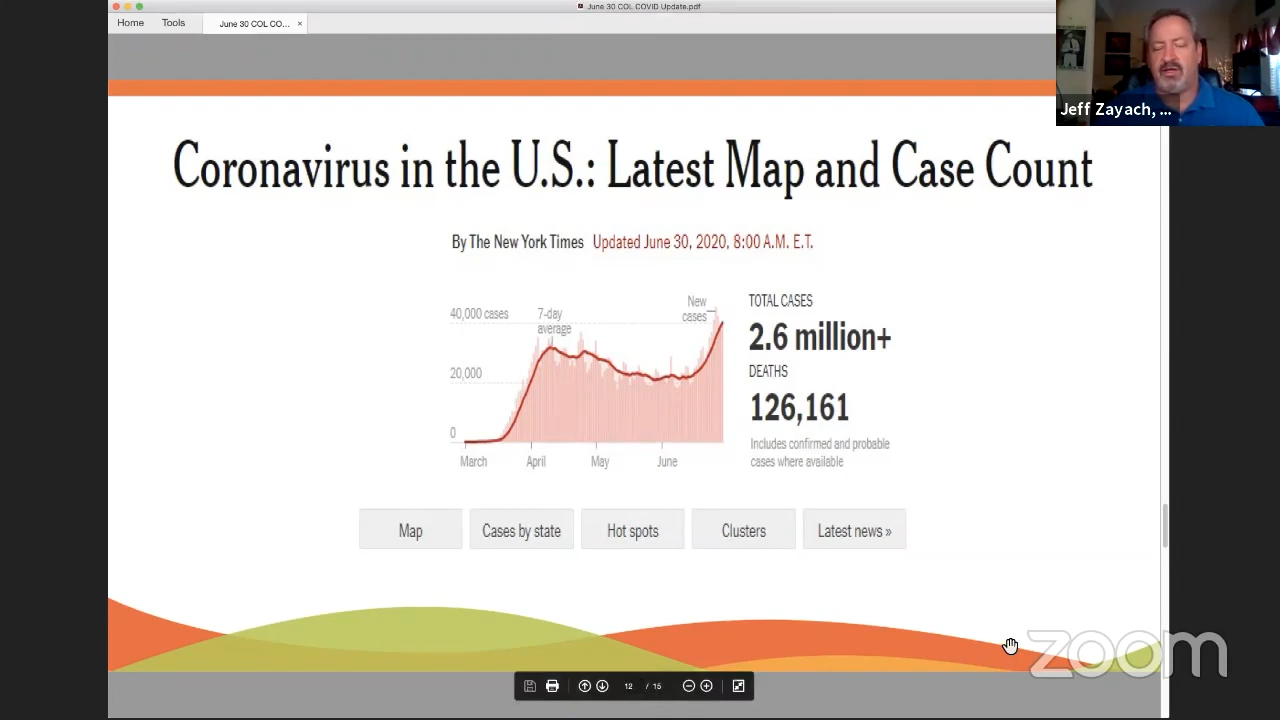 June 30 COL COVID Update.pdf
Home Tools June 30 COL CO... ×
Jeff Zayach, ...
Coronavirus in the U.S.: Latest Map and Case Count
By The New York Times Updated June 30, 2020, 8:00 A.M. E.T.
40,000 cases
7-day
average
New
cases
20,000
0
March April May June
TOTAL CASES
2.6 million+
DEATHS
126,161
Includes confirmed and probable
cases where available
Map Cases by state Hot spots Clusters Latest news »
zoom
12 / 15